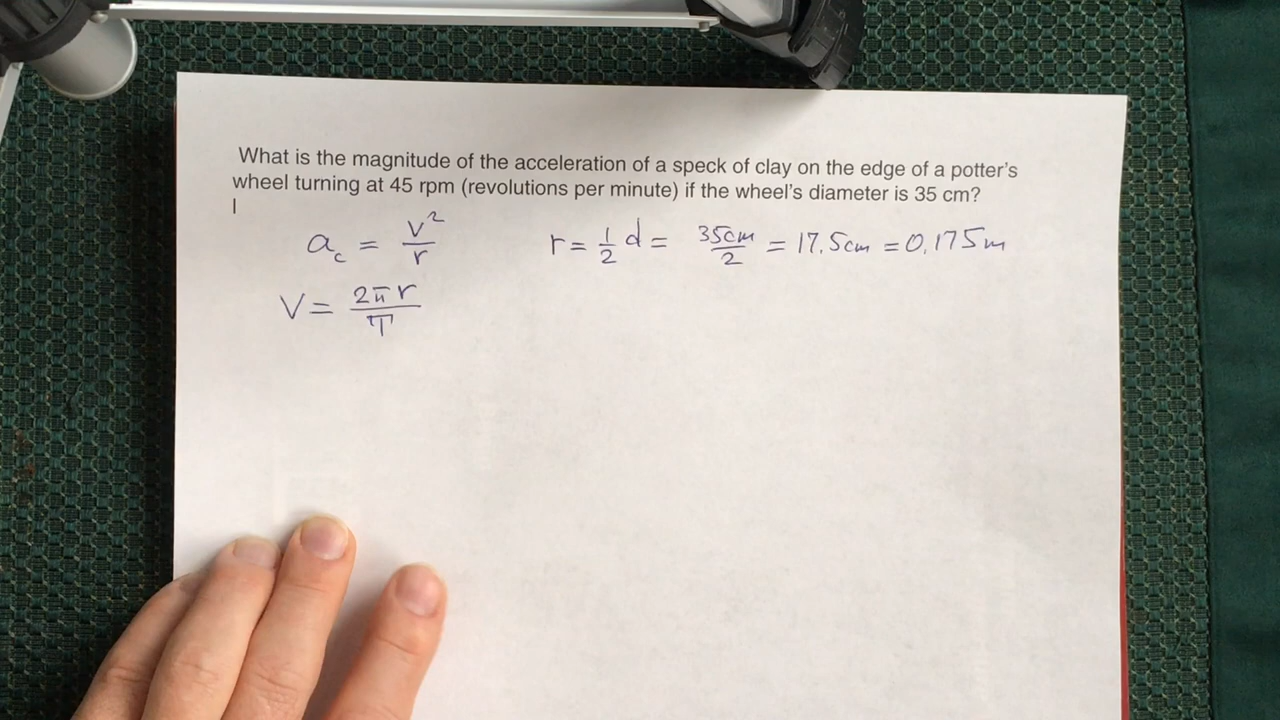 What is the magnitude of the acceleration of a speck of clay on the edge of a potter's
wheel turning at 45 rpm (revolutions per minute) if the wheel's diameter is 35 cm?
|
a_c = v²/r
r = 1/2 d = 35cm/2 = 17.5cm = 0.175m
V = 2πr/T